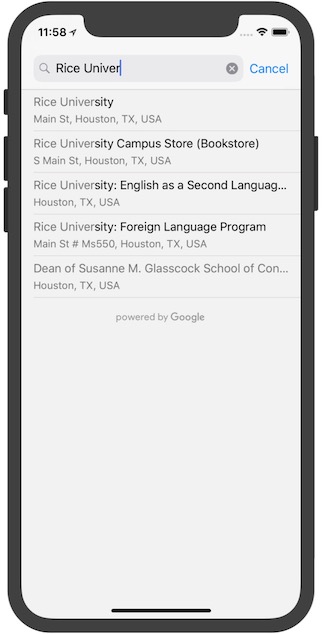 11:58
Rice Univer
Cancel
Rice University
Main St, Houston, TX, USA
Rice University Campus Store (Bookstore)
S Main St, Houston, TX, USA
Rice University: English as a Second Languag...
Houston, TX, USA
Rice University: Foreign Language Program
Main St # Ms550, Houston, TX, USA
Dean of Susanne M. Glasscock School of Con...
Houston, TX, USA
powered by Google